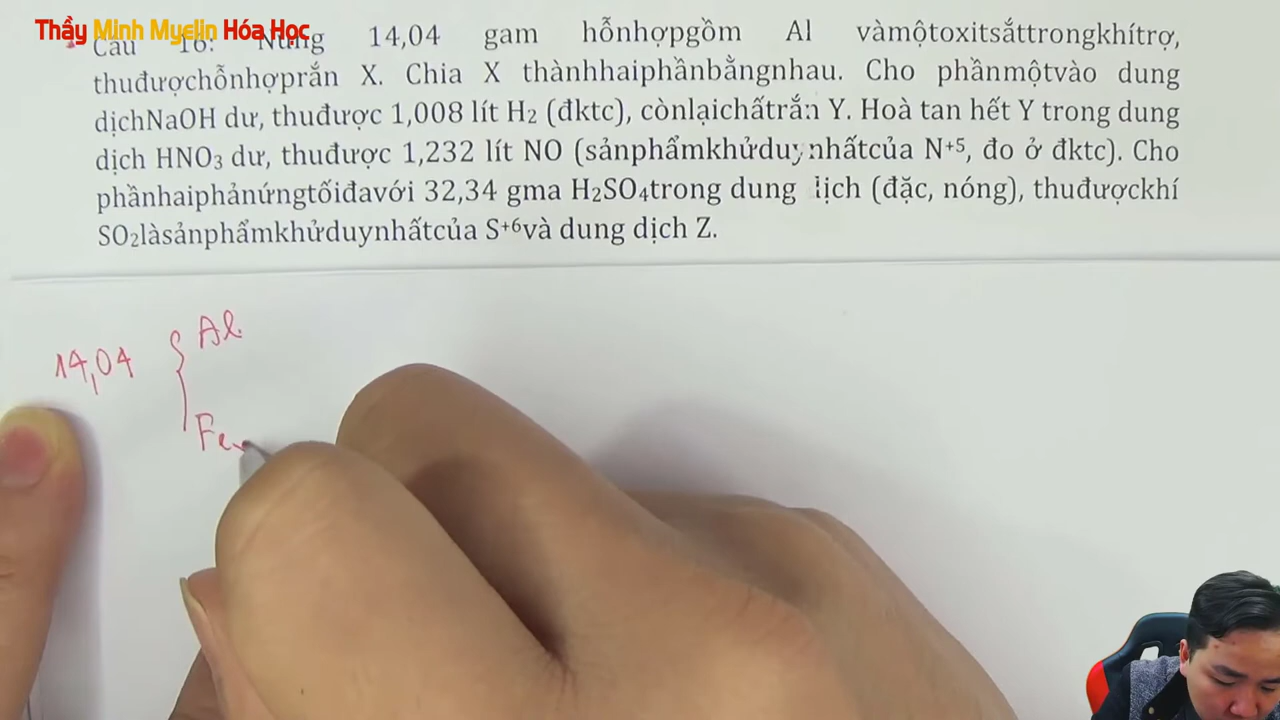 Thầy Minh Myelin Hóa Học
Câu 16: Nung 14,04 gam hỗnhợpgồm Al vàmộtoxitsắttrongkhítrợ,
thuđượchỗnhợprắn X. Chia X thànhhaiphầnbằngnhau. Cho phầnmộtvào dung
dịchNaOH dư, thuđược 1,008 lít H2 (đktc), cònlạichấtrắn Y. Hoà tan hết Y trong dung
dịch HNO3 dư, thuđược 1,232 lít NO (sảnphẩmkhửduynhấtcủa N+5, đo ở đktc). Cho
phầnhaiphảnứngtốiđavới 32,34 gma H2SO4trong dung dịch (đặc, nóng), thuđượckhí
SO2làsảnphẩmkhửduynhấtcủa S+6và dung dịch Z.
Al
14,04
Fe